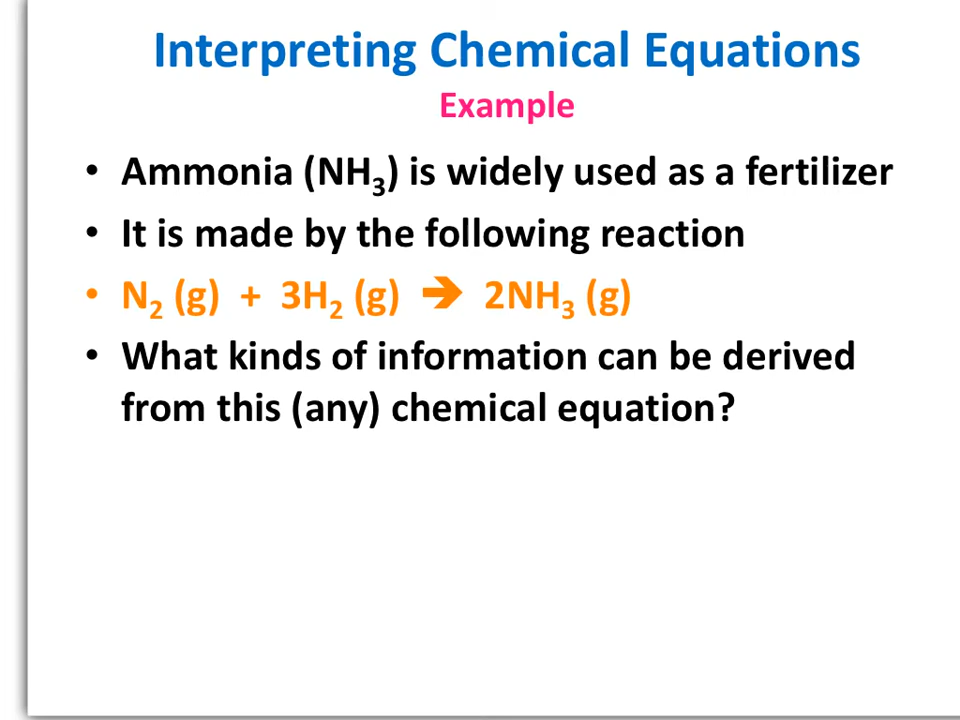 Interpreting Chemical Equations
Example
• Ammonia (NH₃) is widely used as a fertilizer
• It is made by the following reaction
• N₂ (g) + 3H₂ (g) ➔ 2NH₃ (g)
• What kinds of information can be derived
from this (any) chemical equation?